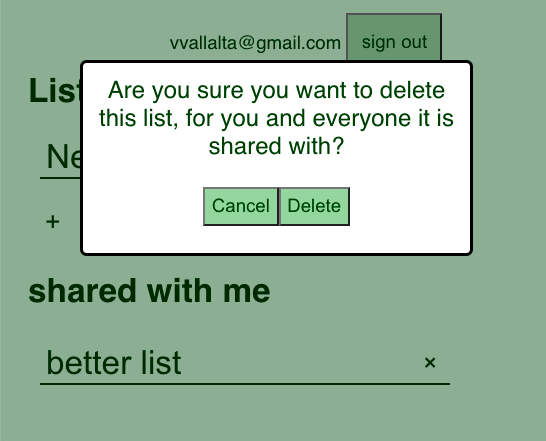 vvallalta@gmail.com sign out
List
Are you sure you want to delete
this list, for you and everyone it is
shared with?
Ne
Cancel Delete
+
shared with me
better list ×